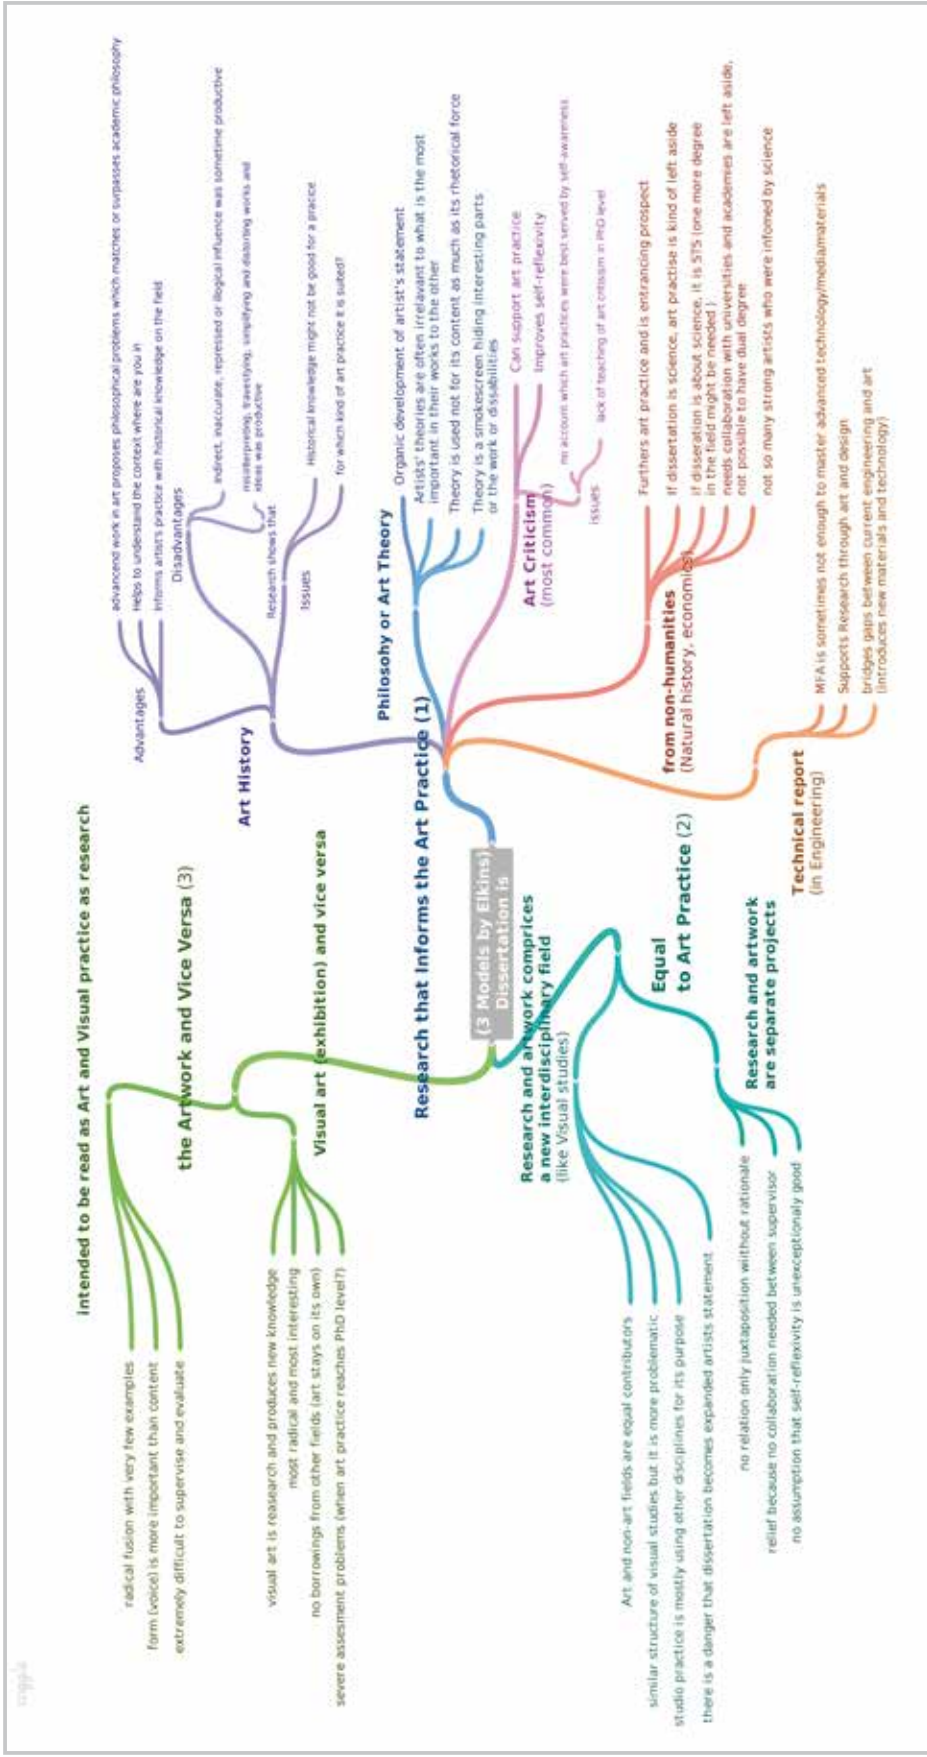 (3 Models by Elkins)
Dissertation is
Research that Informs the Art Practice (1)
Art History
Advantages
advancend work in art proposes philosophical problems which matches or surpasses academic philosophy
Helps to understand the context where are you in
Informs artist's practice with historical knowledge on the field
Disadvantages
Research shows that
Indirect, inaccurate, repressed or illogical influence was sometime productive
misinterpreting, travestying, simplifying and distorting works and
ideas was productive
Issues
Historical knowledge might not be good for a practice
for which kind of art practice it is suited?
Philosohy or Art Theory
Organic development of artist's statement
Artists' theories are often irrelavant to what is the most
important in their works to the other
Theory is used not for its content as much as its rhetorical force
Theory is a smokescreen hiding interesting parts
or the work or dissabilities
Art Criticism
(most common)
Can support art practice
Improves self-reflexivity
Issues
no account which art practices were best served by self-awareness
lack of teaching of art critisism in PhD level
from non-humanities
(Natural history, economics)
Furthers art practice and is entrancing prospect
If dissertation is science, art practise is kind of left aside
if disseration is about science, it is STS (one more degree
in the field might be needed )
needs collaboration with universities and academies are left aside,
not possible to have dual degree
not so many strong artists who were infomed by science
Technical report
(in Engineering)
MFA is sometimes not enough to master advanced technology/media/materials
Supports Research through art and design
bridges gaps between current engineering and art
(introduces new materials and technology)
intended to be read as Art and Visual practice as research
the Artwork and Vice Versa (3)
radical fusion with very few examples
form (voice) is more important than content
extremely difficult to supervise and evaluate
Visual art (exhibition) and vice versa
visual art is reasearch and produces new knowledge
most radical and most interesting
no borrowings from other fields (art stays on its own)
severe assesment problems (when art practice reaches PhD level?)
Research and artwork comprices
a new interdisciplinary field
(like Visual studies)
Art and non-art fields are equal contributors
similar structure of visual studies but it is more problematic
studio practice is mostly using other disciplines for its purpose
there is a danger that dissertation becomes expanded artists statement
Equal
to Art Practice (2)
Research and artwork
are separate projects
no relation only juxtaposition wiithout rationale
relief because no collaboration needed between supervisor
no assumption that self-reflexivity is unexceptionaly good